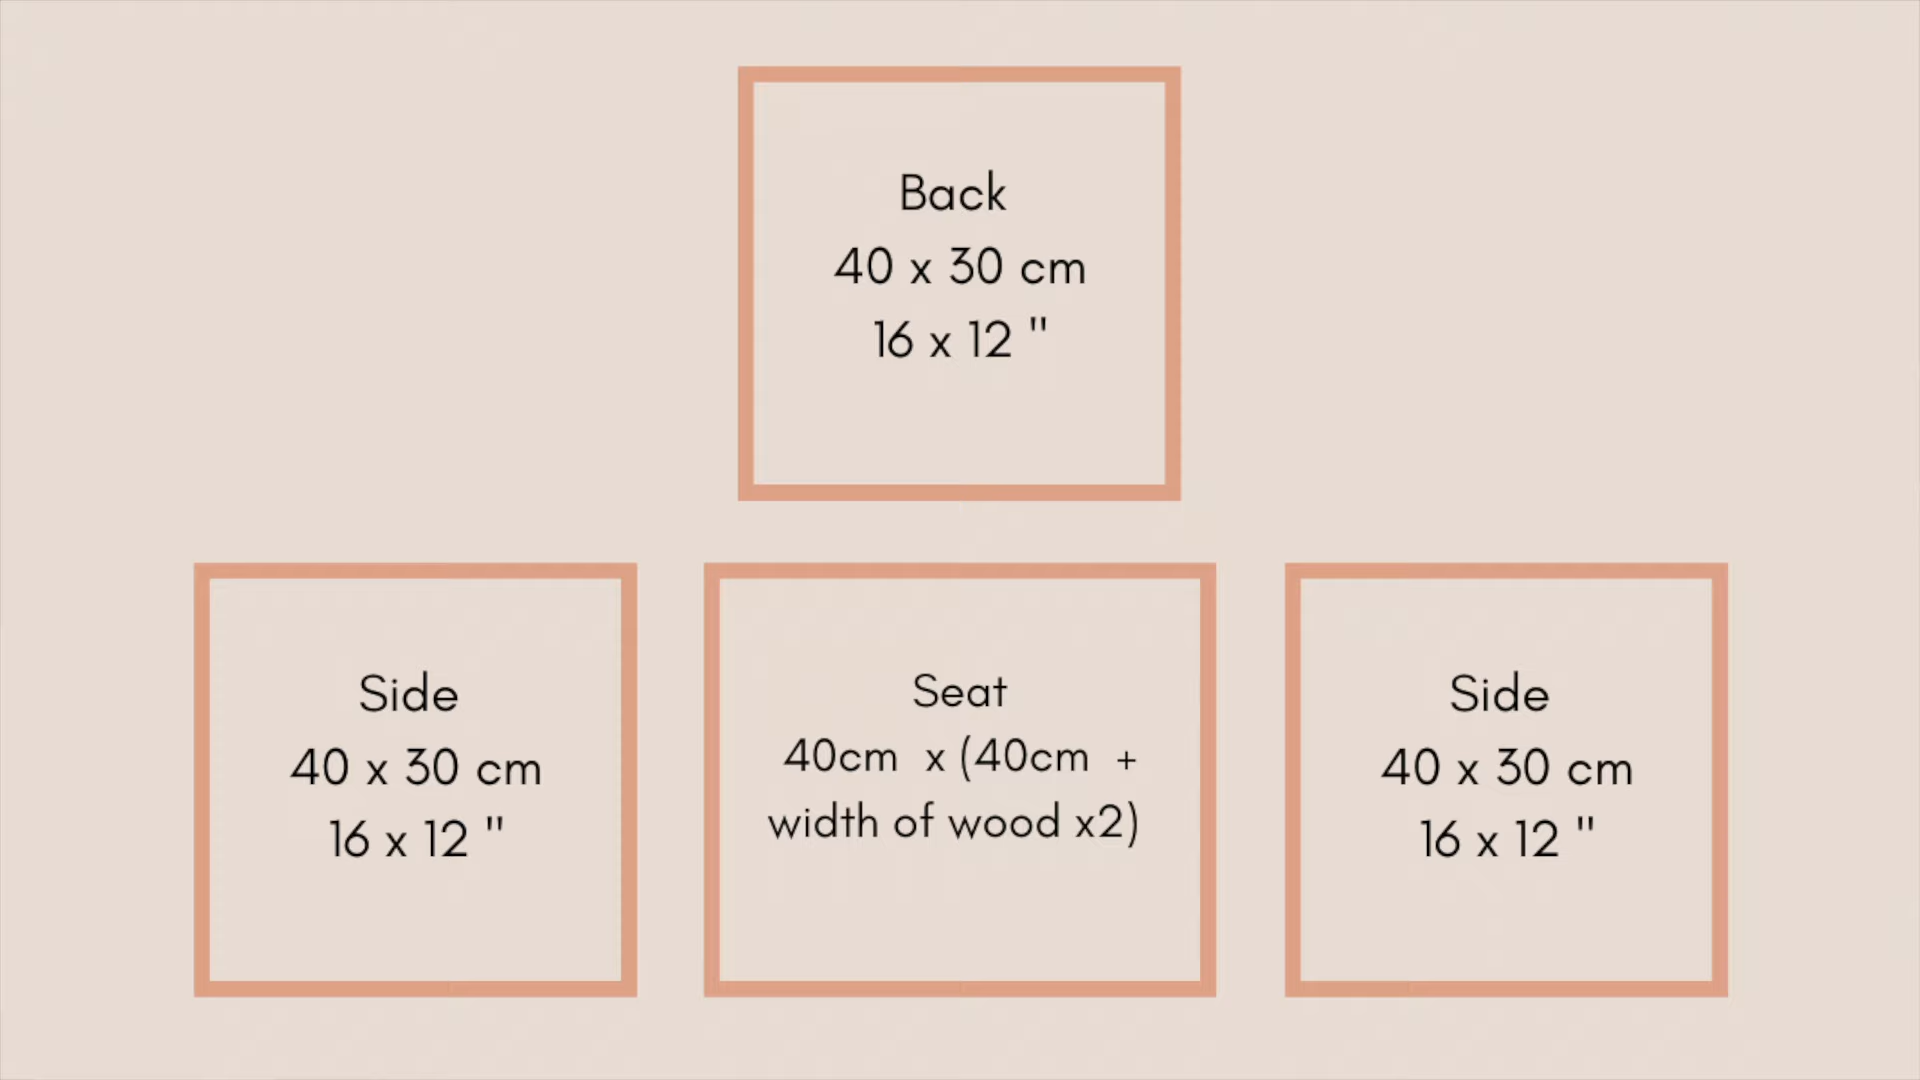 Back
40 x 30 cm
16 x 12 "
Side
40 x 30 cm
16 x 12 "
Seat
40cm x (40cm +
width of wood x2)
Side
40 x 30 cm
16 x 12 "